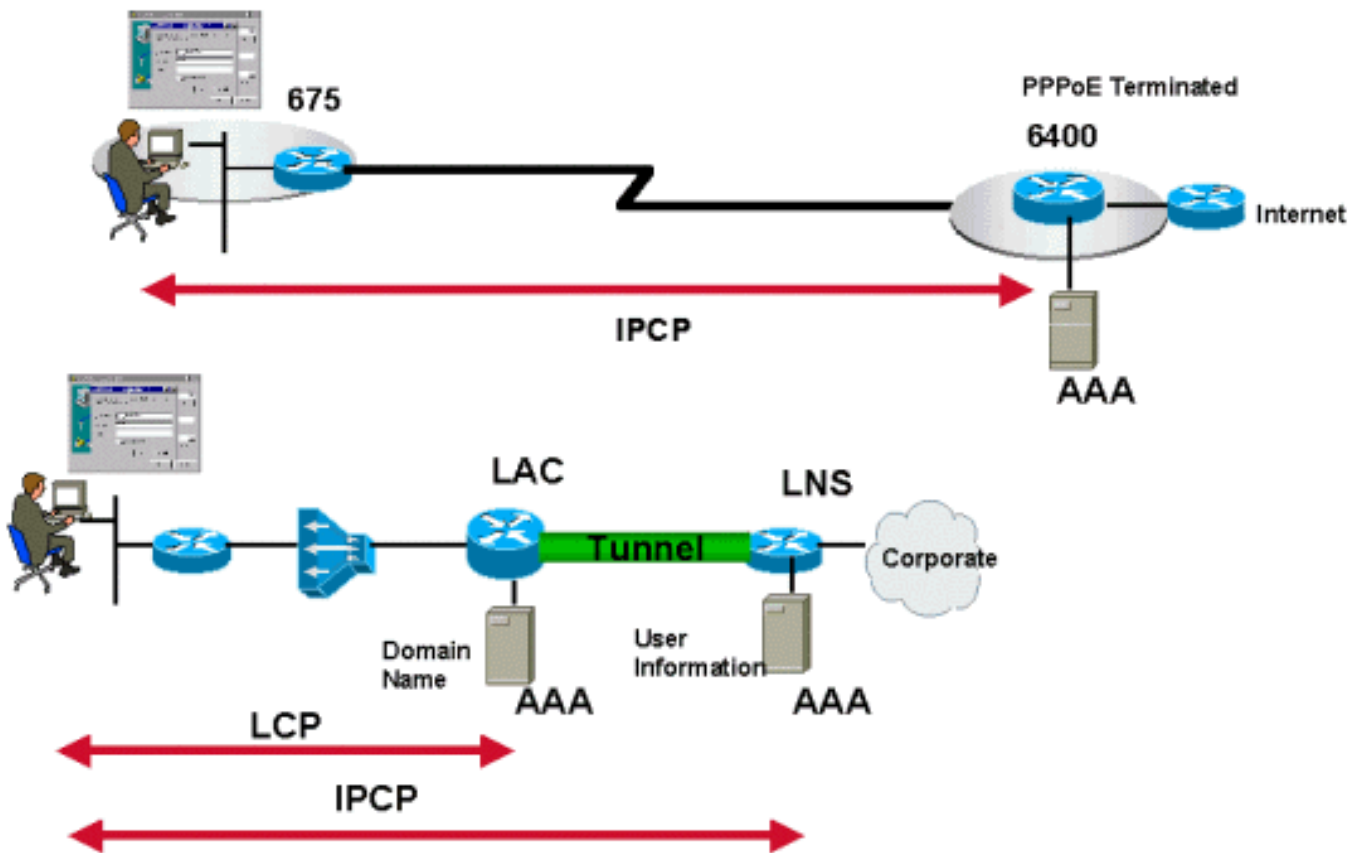 675
PPPoE Terminated
6400
Internet
IPCP
AAA
LAC
LNS
Tunnel
Corporate
Domain
Name
User
Information
AAA
AAA
LCP
IPCP